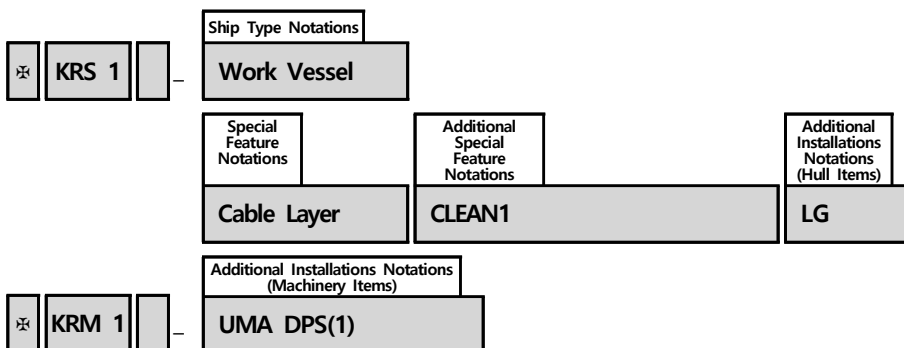 Ship Type Notations
✠ KRS 1 _ Work Vessel
Special
Feature
Notations
Additional
Special
Feature
Notations
Additional
Installations
Notations
(Hull Items)
Cable Layer CLEAN1 LG
Additional Installations Notations
(Machinery Items)
✠ KRM 1 _ UMA DPS(1)